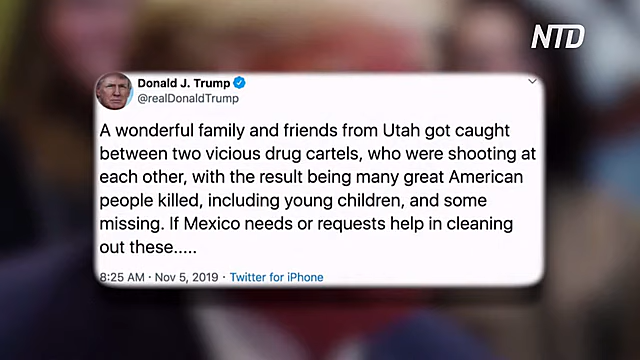 NTD
Donald J. Trump
@realDonaldTrump
A wonderful family and friends from Utah got caught
between two vicious drug cartels, who were shooting at
each other, with the result being many great American
people killed, including young children, and some
missing. If Mexico needs or requests help in cleaning
out these.....
8:25 AM · Nov 5, 2019 · Twitter for iPhone